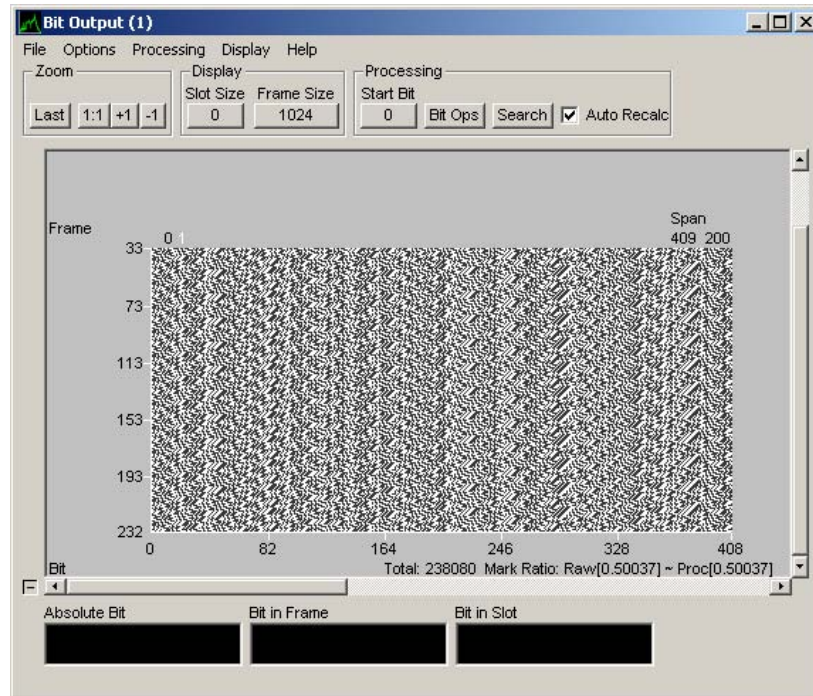 Bit Output (1)
File Options Processing Display Help
Zoom Display Processing
Slot Size Frame Size Start Bit
Last 1:1 +1 -1 0 1024 0 Bit Ops Search Auto Recalc
Span
Frame 0 1 409 200
33
73
113
153
193
232
0 82 164 246 328 408
Bit Total: 238080 Mark Ratio: Raw[0.50037] ~ Proc[0.50037]
Absolute Bit Bit in Frame Bit in Slot